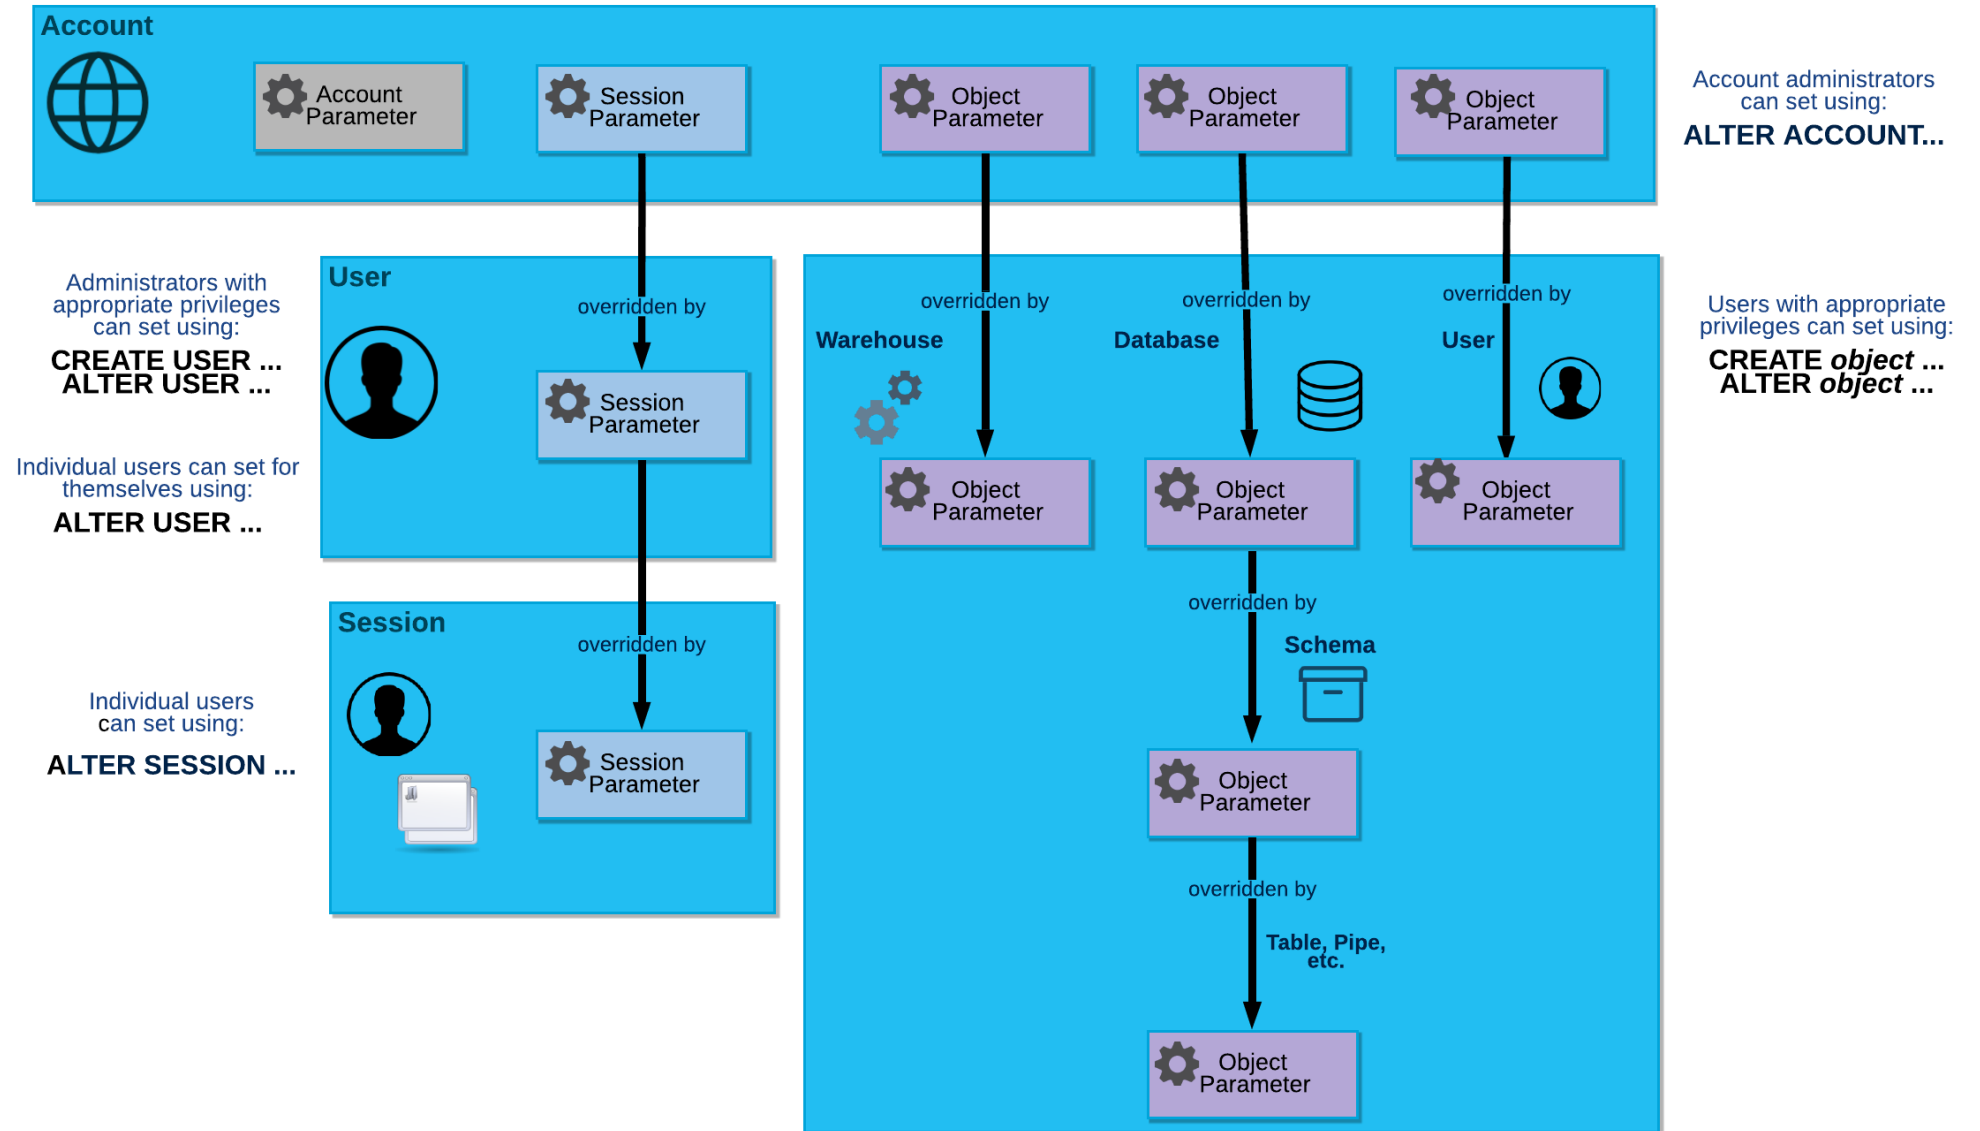 Account
Account
Parameter
Session
Parameter
Object
Parameter
Object
Parameter
Object
Parameter
Account administrators
can set using:
ALTER ACCOUNT...
Administrators with
appropriate privileges
can set using:
CREATE USER ...
ALTER USER ...
Individual users can set for
themselves using:
ALTER USER ...
User
overridden by
Session
Parameter
Individual users
can set using:
ALTER SESSION ...
Session
overridden by
Session
Parameter
overridden by
Warehouse
Object
Parameter
overridden by
Database
Object
Parameter
overridden by
User
Object
Parameter
overridden by
Schema
Object
Parameter
overridden by
Table, Pipe,
etc.
Object
Parameter
Users with appropriate
privileges can set using:
CREATE object ...
ALTER object ...